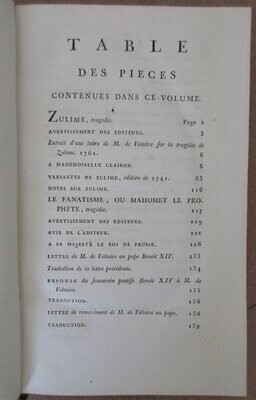 TABLE
DES PIECES
CONTENUES DANS CE VOLUME.
ZULIME, tragédie. Page 1
AVERTISSEMENT DES EDITEURS. 3
Extrait d'une lettre de M. de Voltaire sur la tragédie de
Zulime. 1761. 6
A MADEMOISELLE CLAIRON. 8
VARIANTES DE ZULIME, édition de 1741. 83
NOTES SUR ZULIME. 116
LE FANATISME, OU MAHOMET LE PRO-
PHETE, tragédie. 117
AVERTISSEMENT DES EDITEURS. 119
AVIS DE L'EDITEUR. 121
A SA MAJESTÉ LE ROI DE PRUSSE. 126
LETTRE de M. de Voltaire au pape Benoît XIV. 133
Traduction de la lettre précédente. 134
REPONSE du souverain pontife Benoît XIV à M. de
Voltaire. 135
TRADUCTION. 136
LETTRE de remercîment de M. de Voltaire au pape. 138
TRADUCTION. 139